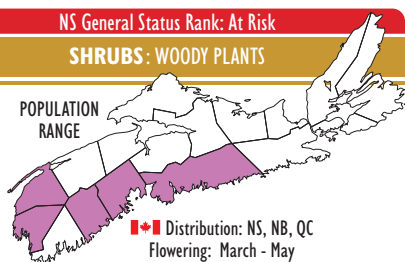 NS General Status Rank: At Risk
SHRUBS: WOODY PLANTS
POPULATION
RANGE
Distribution: NS, NB, QC
Flowering: March - May